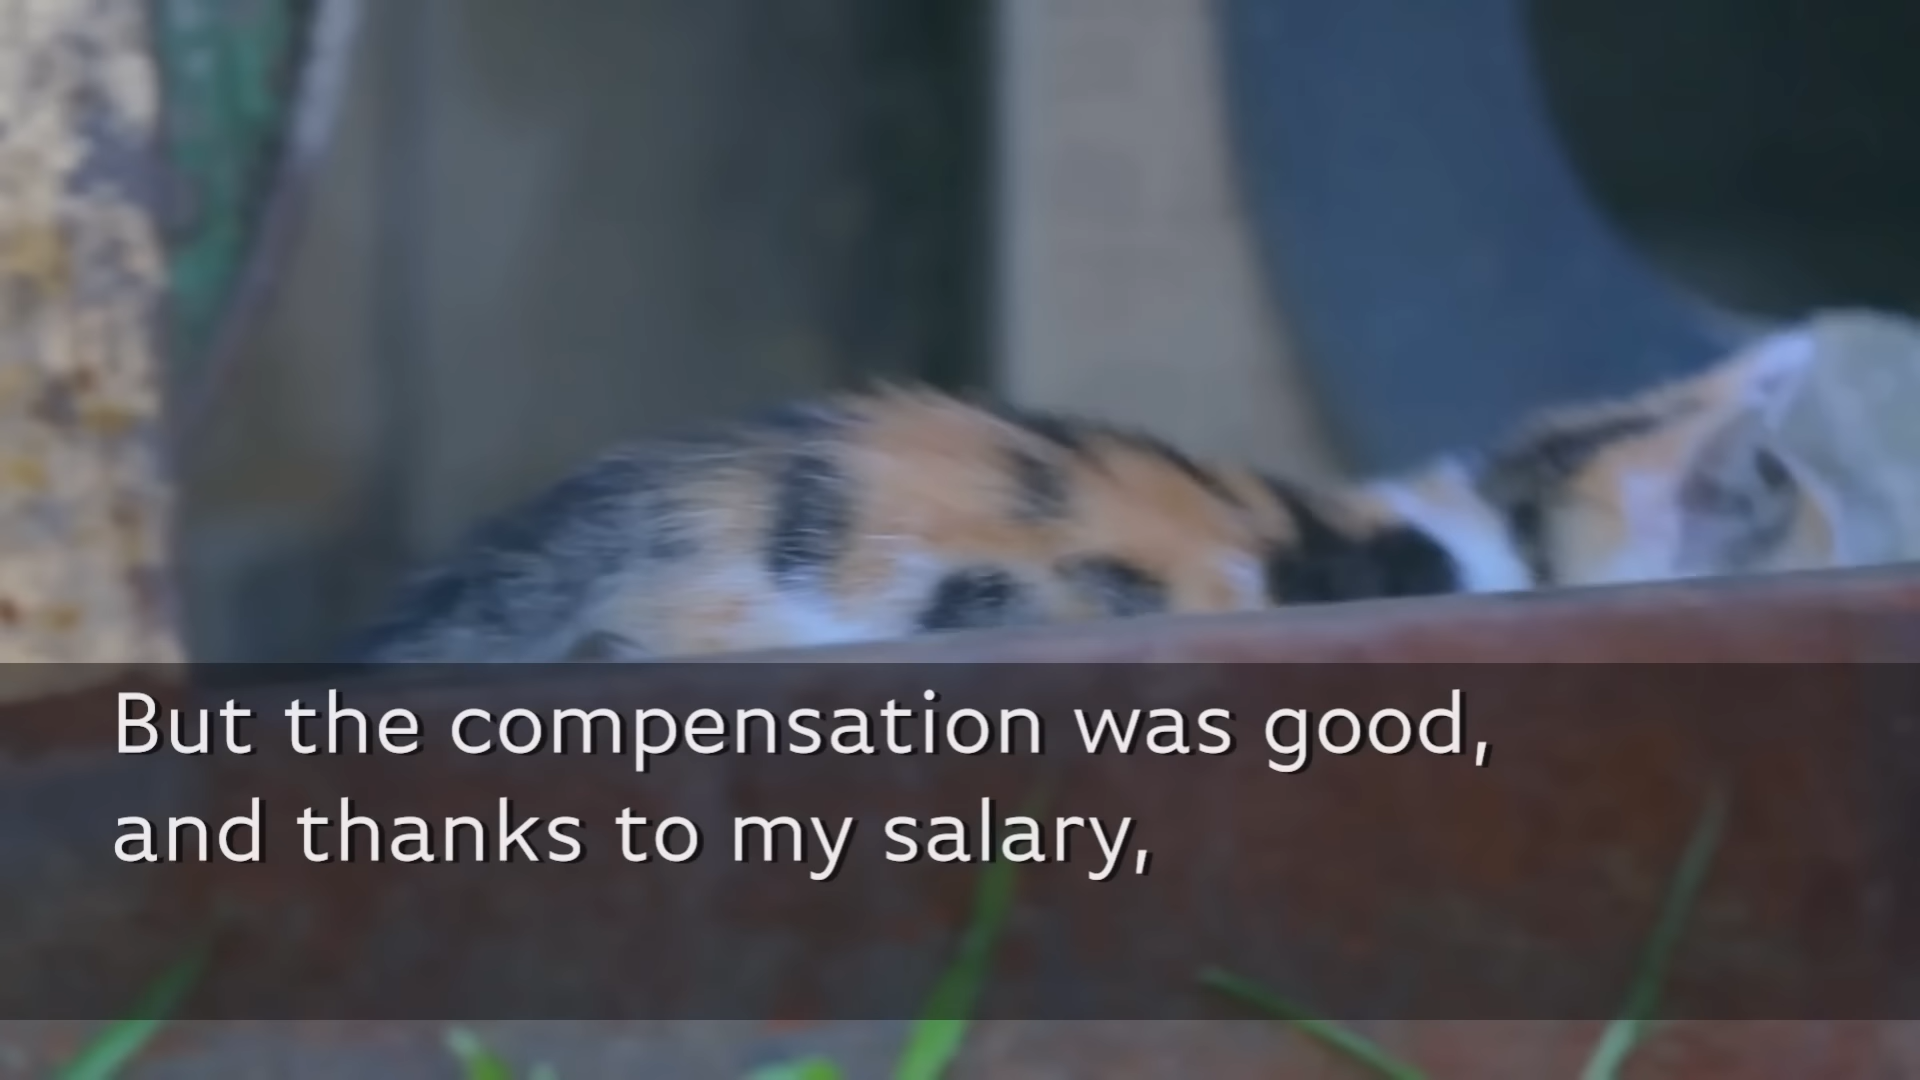 But the compensation was good,
and thanks to my salary,